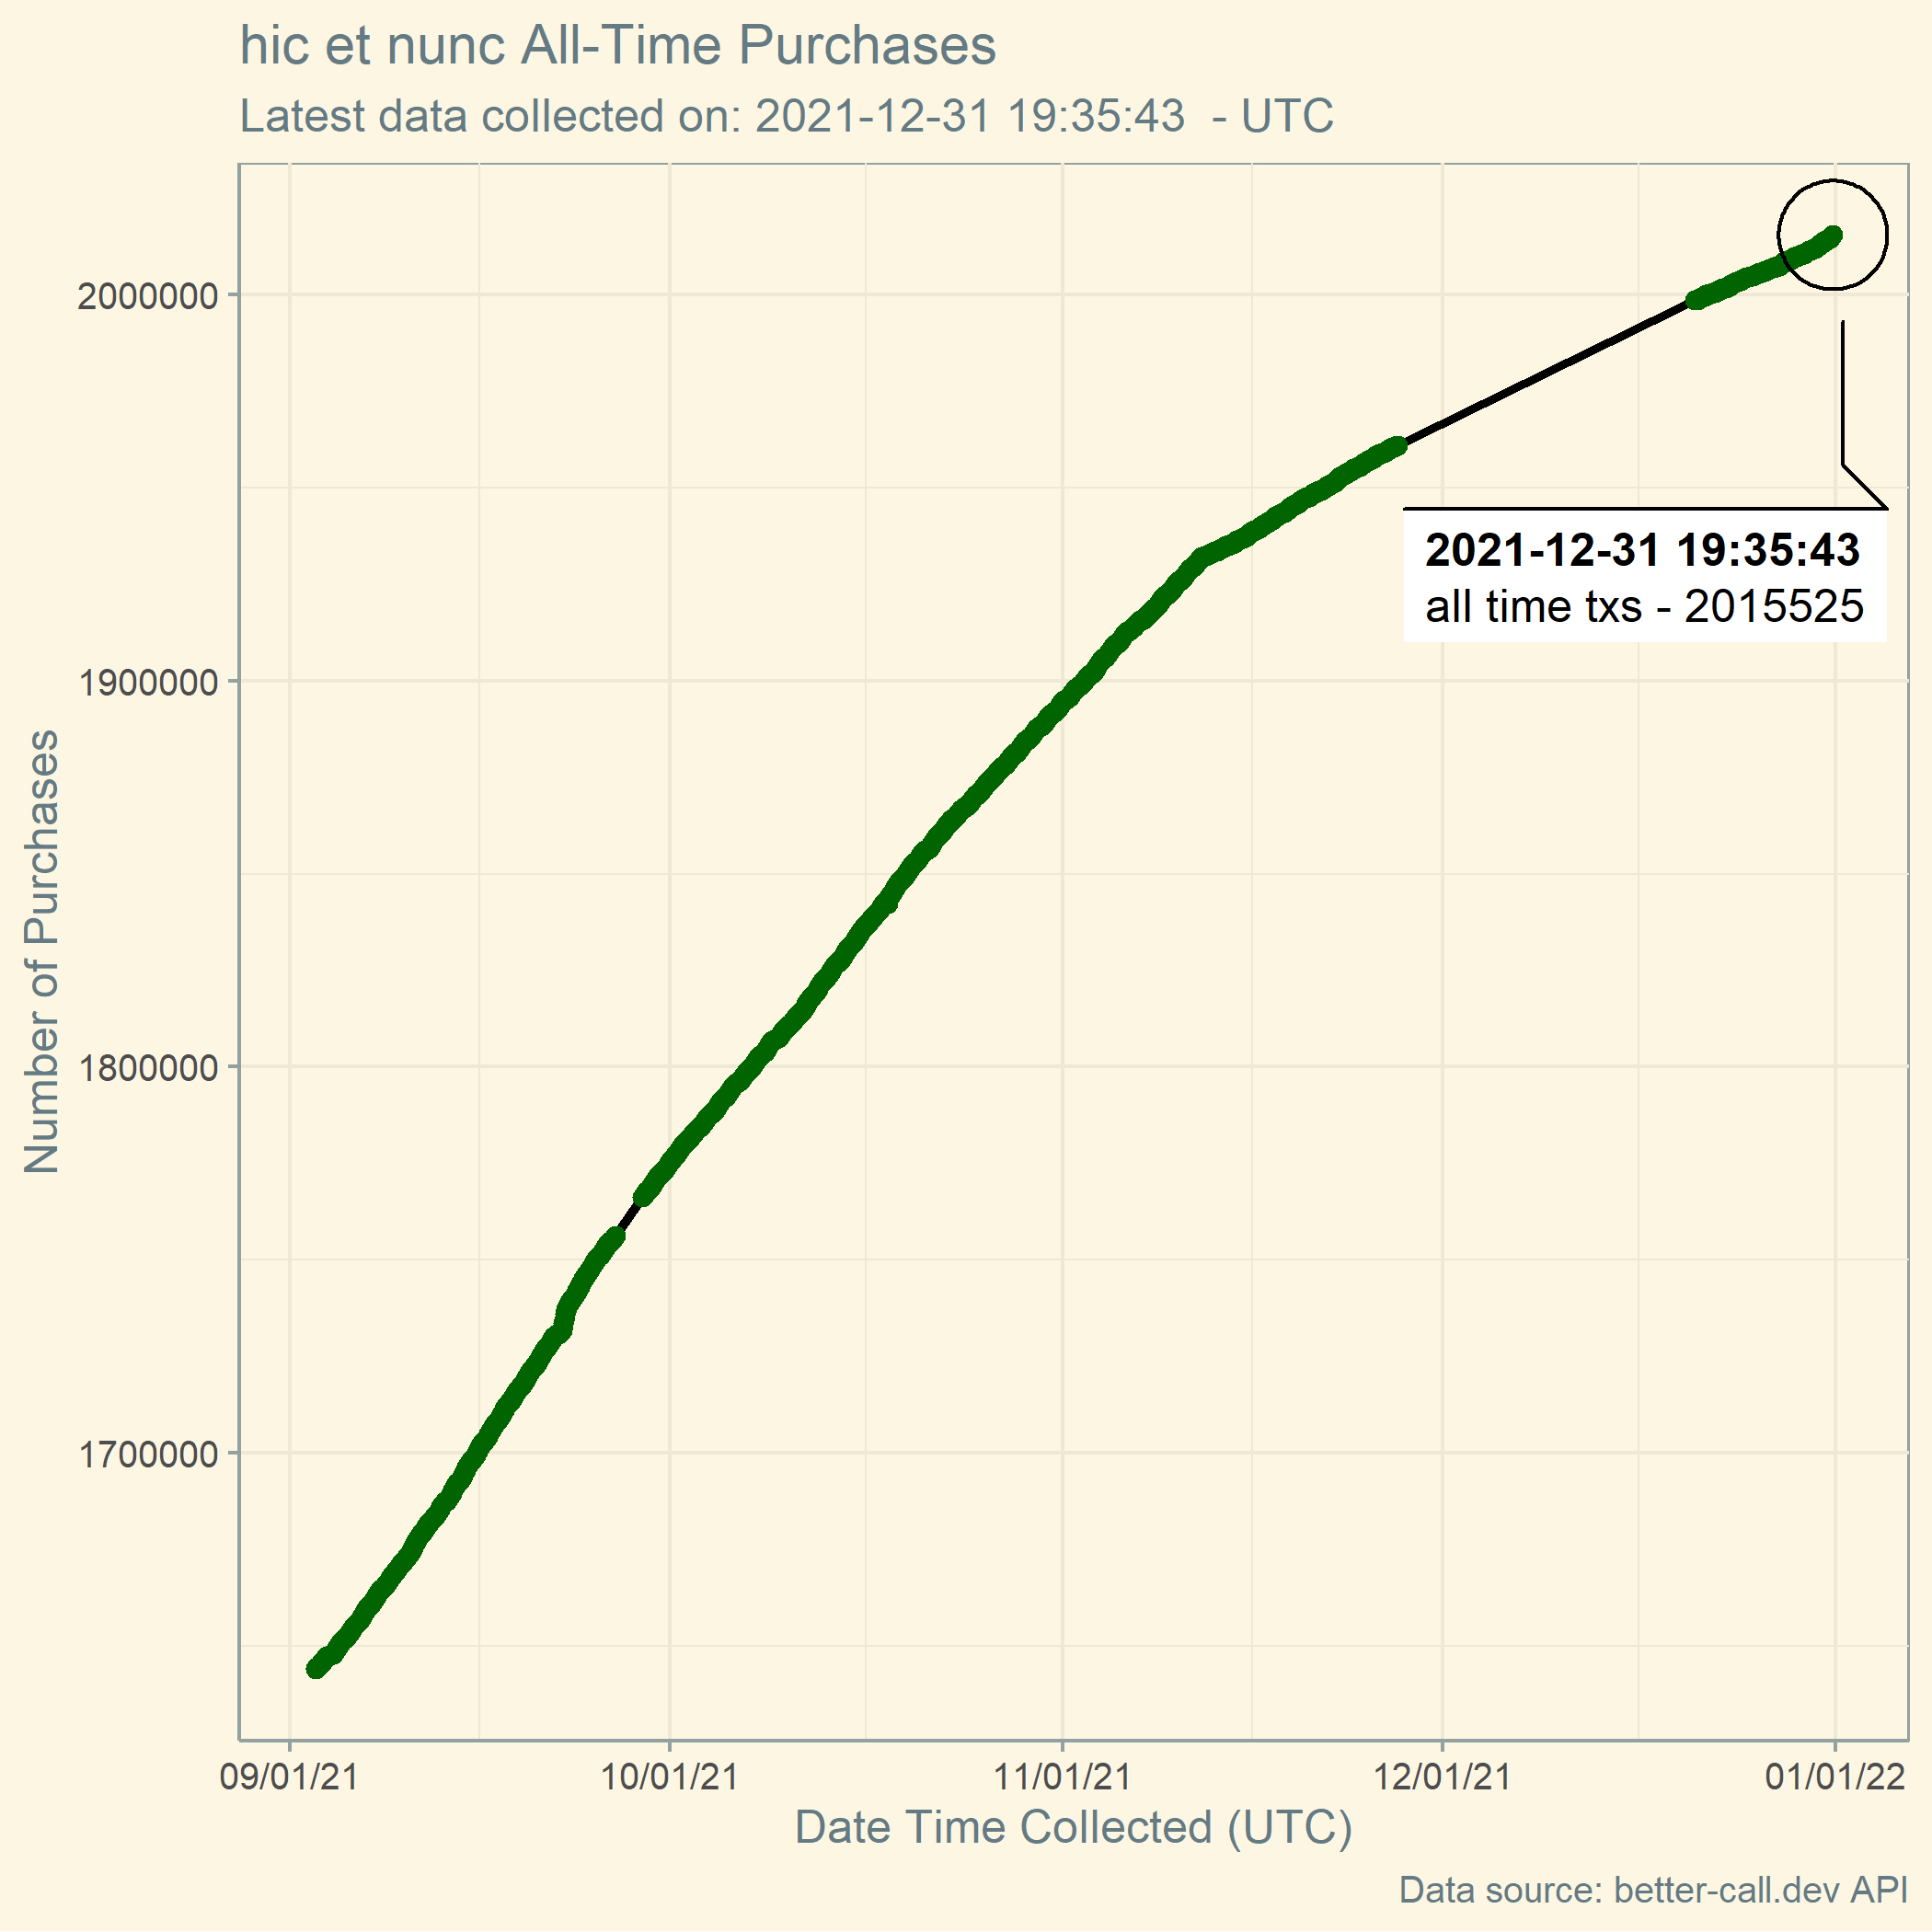 hic et nunc All-Time Purchases
Latest data collected on: 2021-12-31 19:35:43  - UTC
2000000
1900000
1800000
1700000
Number of Purchases
2021-12-31 19:35:43
all time txs - 2015525
09/01/21
10/01/21
11/01/21
12/01/21
01/01/22
Date Time Collected (UTC)
Data source: better-call.dev API